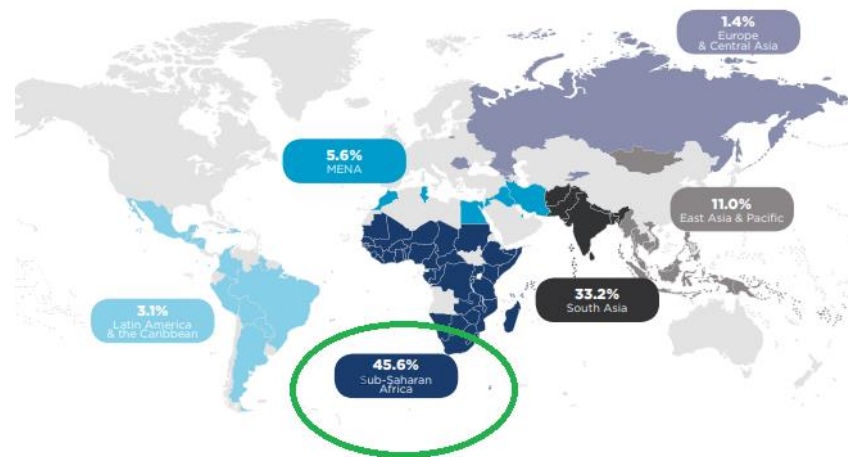 1.4%
Europe
& Central Asia
5.6%
MENA
11.0%
East Asia & Pacific
33.2%
South Asia
3.1%
Latin America
& the Caribbean
45.6%
Sub-Saharan
Africa